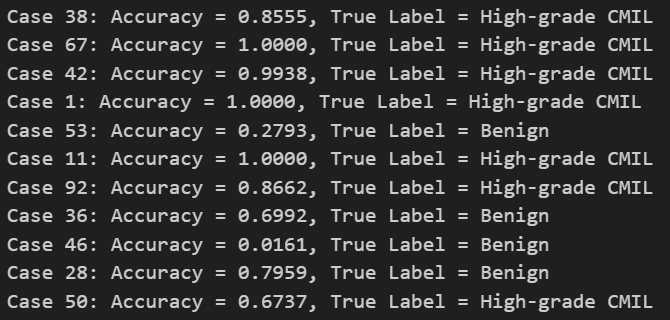 Case 38: Accuracy = 0.8555, True Label = High-grade CMIL
Case 67: Accuracy = 1.0000, True Label = High-grade CMIL
Case 42: Accuracy = 0.9938, True Label = High-grade CMIL
Case 1: Accuracy = 1.0000, True Label = High-grade CMIL
Case 53: Accuracy = 0.2793, True Label = Benign
Case 11: Accuracy = 1.0000, True Label = High-grade CMIL
Case 92: Accuracy = 0.8662, True Label = High-grade CMIL
Case 36: Accuracy = 0.6992, True Label = Benign
Case 46: Accuracy = 0.0161, True Label = Benign
Case 28: Accuracy = 0.7959, True Label = Benign
Case 50: Accuracy = 0.6737, True Label = High-grade CMIL